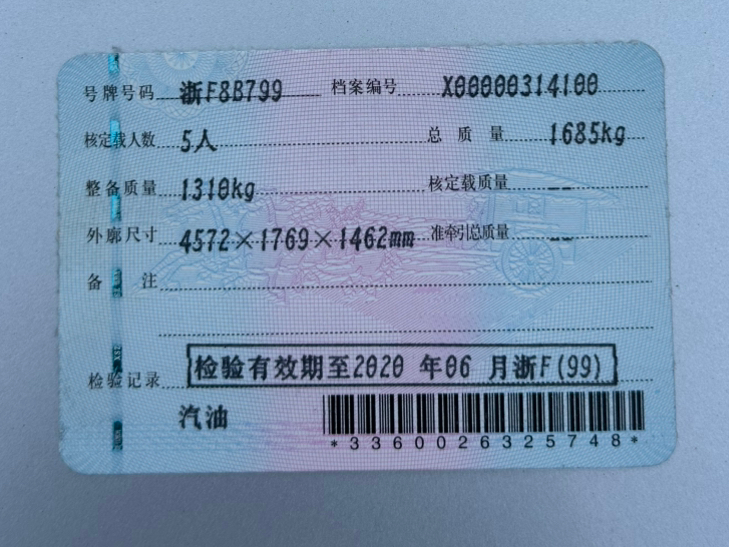 号牌号码 浙F8B799 档案编号 X00000314100
核定载人数 5人 总质量 1685kg
整备质量 1310kg 核定载质量 --
外廓尺寸 4572×1769×1462mm 准牵引总质量 --
备注
检验记录 检验有效期至2020 年06 月浙F(99)
汽油
*3360026325748*